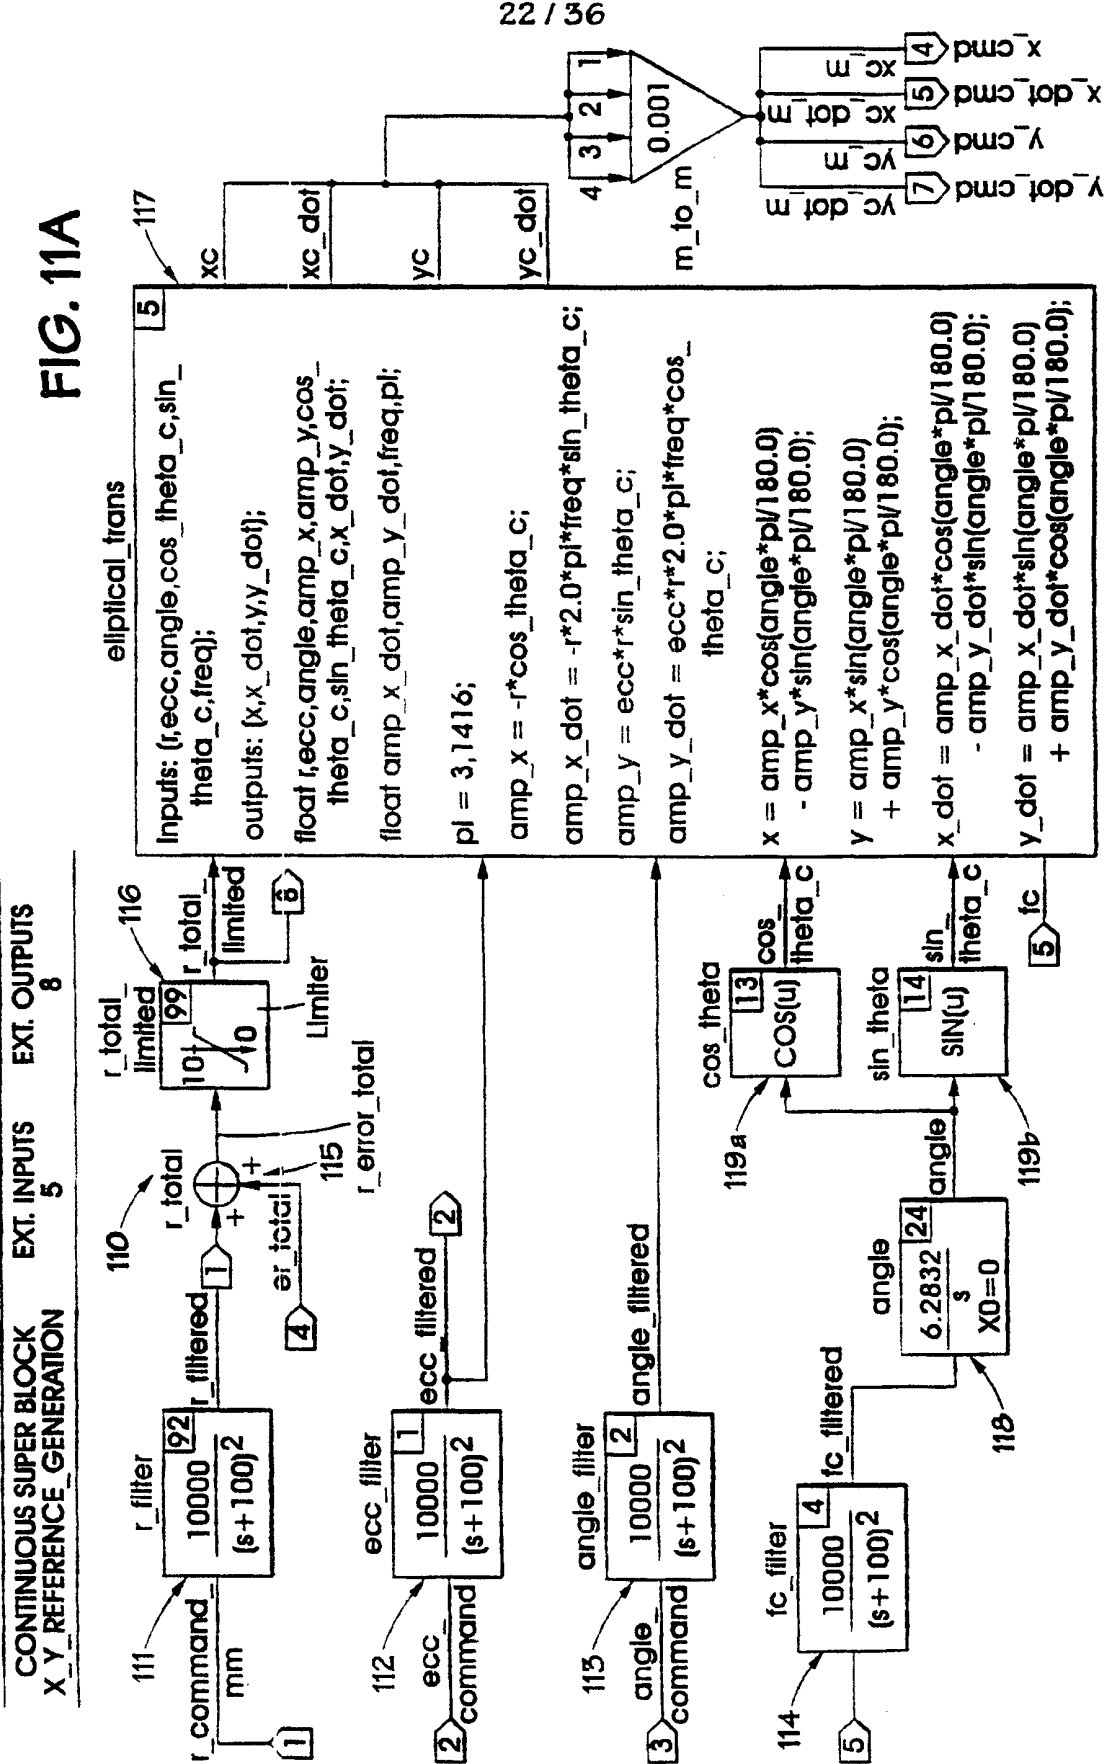 22 / 36
FIG. 11A
CONTINUOUS SUPER BLOCK EXT. INPUTS EXT. OUTPUTS
X_Y_REFERENCE_GENERATION 5 8
110
r_command_
mm
1
111
r_filter
92
10000
(s+100)2
r_filtered
1
r_total
+
+
er_total
4
115
r_error_total
r_total_
limited
116
99
10
0
Limiter
r_total_
limited
8
ecc_
command
2
112
ecc_filter
1
10000
(s+100)2
ecc_filtered
2
angle_
command
3
113
angle_filter
2
10000
(s+100)2
angle_filtered
5
114
fc_filter
4
10000
(s+100)2
fc_filtered
118
angle
24
6.2832
s
X0=0
angle
119a
cos_theta
13
COS(u)
cos_
theta_c
119b
sin_theta
14
SIN(u)
sin_
theta_c
5
fc
eliptical_trans
117
5
Inputs: (r,ecc,angle,cos_theta_c,sin_
theta_c,freq);
outputs: (x,x_dot,y,y_dot);
float r,ecc,angle,amp_x,amp_y,cos_
theta_c,sin_theta_c,x_dot,y_dot;
float amp_x_dot,amp_y_dot,freq,pi;
pi = 3,1416;
amp_x = -r*cos_theta_c;
amp_x_dot = -r*2.0*pi*freq*sin_theta_c;
amp_y = ecc*r*sin_theta_c;
amp_y_dot = ecc*r*2.0*pi*freq*cos_
theta_c;
x = amp_x*cos(angle*pi/180.0)
- amp_y*sin(angle*pi/180.0);
y = amp_x*sin(angle*pi/180.0)
+ amp_y*cos(angle*pi/180.0);
x_dot = amp_x_dot*cos(angle*pi/180.0)
- amp_y_dot*sin(angle*pi/180.0);
y_dot = amp_x_dot*sin(angle*pi/180.0)
+ amp_y_dot*cos(angle*pi/180.0);
xc
xc_dot
yc
yc_dot
1
2
3
4
0.001
m_to_m
xc_m
4
x_cmd
xc_dot_m
5
x_dot_cmd
yc_m
6
y_cmd
yc_dot_m
7
y_dot_cmd